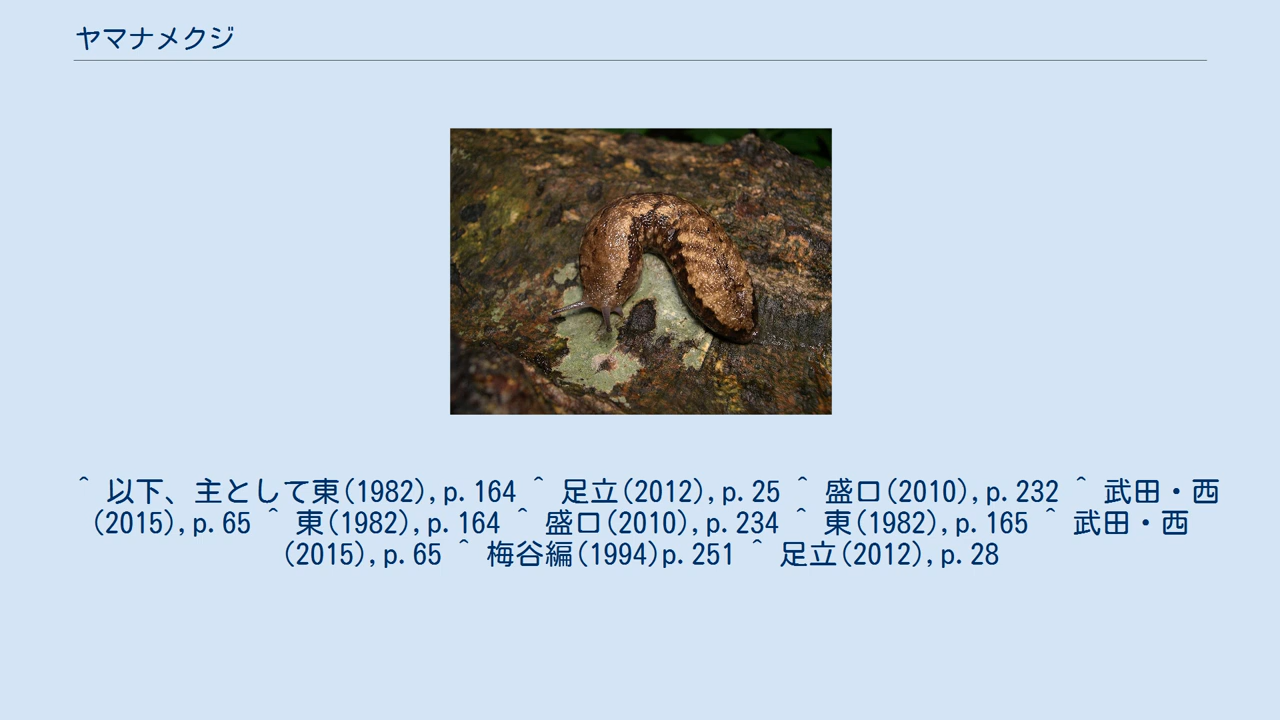 ヤマナメクジ
^ 以下、主として東(1982),p.164 ^ 足立(2012),p.25 ^ 盛口(2010),p.232 ^ 武田・西
(2015),p.65 ^ 東(1982),p.164 ^ 盛口(2010),p.234 ^ 東(1982),p.165 ^ 武田・西
(2015),p.65 ^ 梅谷編(1994)p.251 ^ 足立(2012),p.28